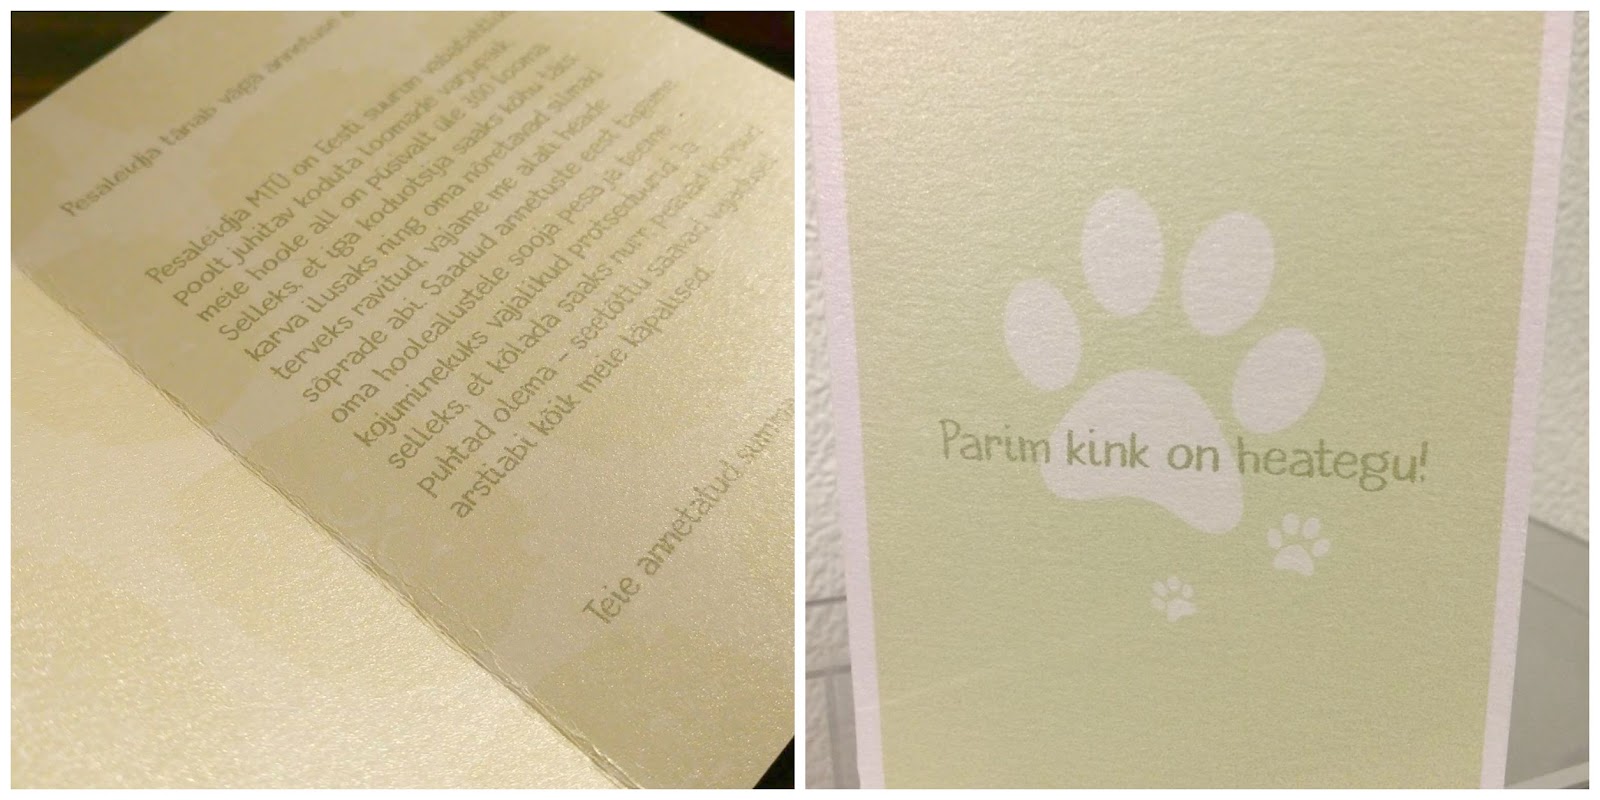 Pesaleidja tänab väga annetuse
Pesaleidja MTÜ on Eesti suurim vabatahtlike
poolt juhitav koduta loomade varjupaik,
meie hoole all on püsivalt üle 300 looma.
Selleks, et iga koduotsija saaks kõhu täis,
karva ilusaks ning oma nõretavad silmad
terveks ravitud, vajame me alati heade
sõprade abi. Saadud annetuste eest tagame
oma hoolealustele sooja pesa ja teeme
kojuminekuks vajalikud protseduurid. Ja
selleks, et kõlada saaks nurr, peavad kopsud
puhtad olema - seetõttu saavad vajadusel
arstiabi kõik meie käpalised.
Teie annetatud summa
Parim kink on heategu!